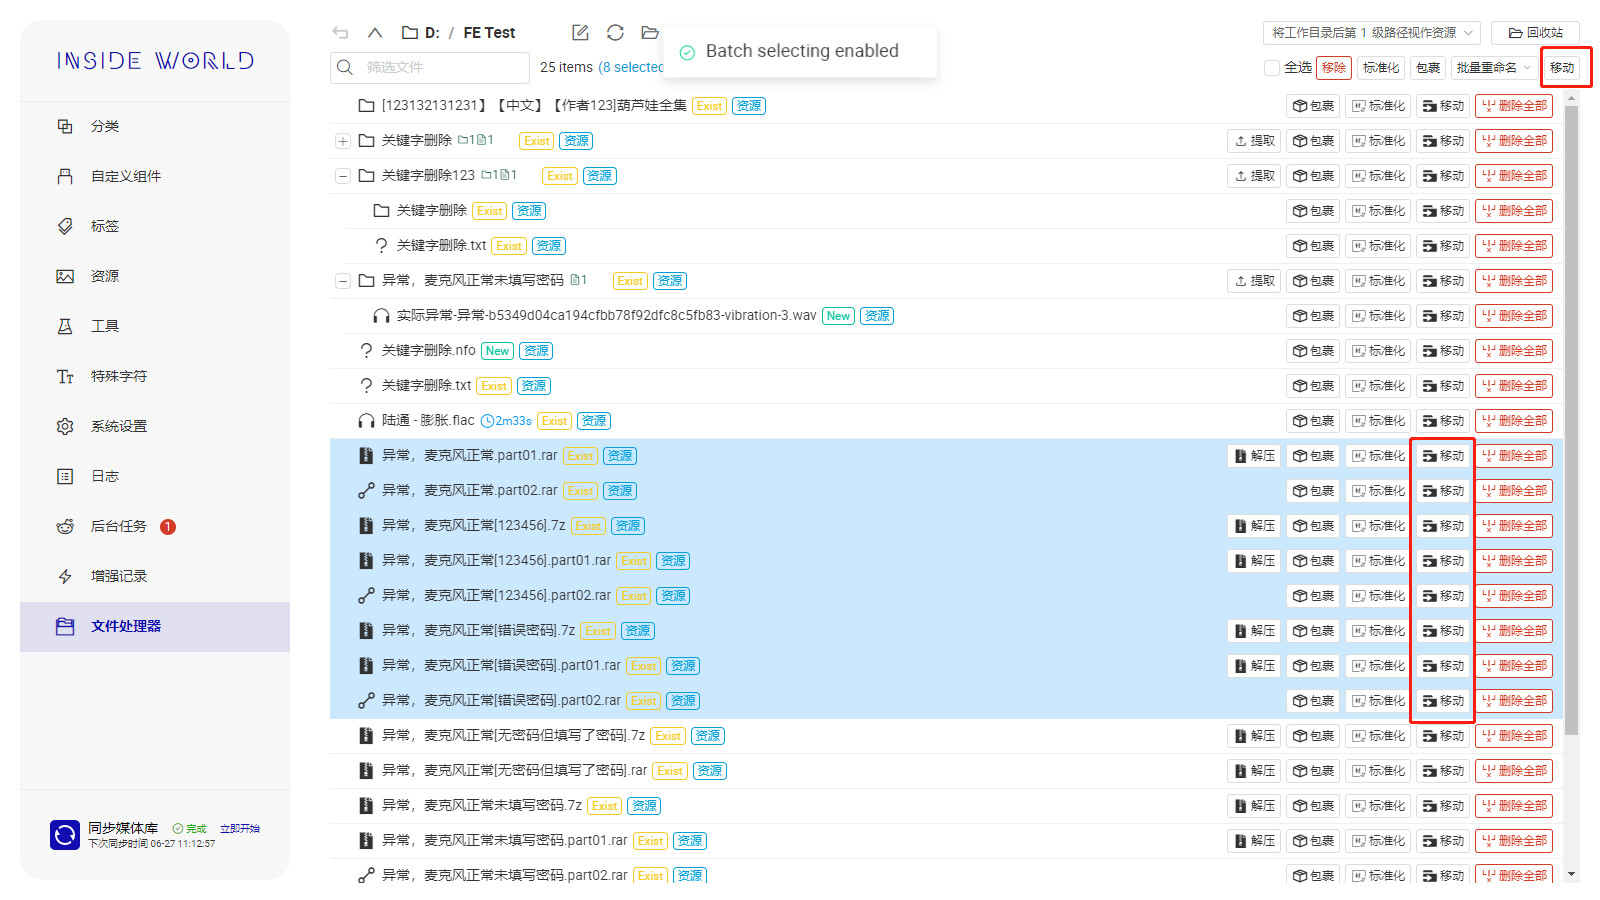 INSIDE WORLD
分类
自定义组件
标签
资源
工具
特殊字符
系统设置
日志
后台任务 1
增强记录
文件处理器
同步媒体库 完成 立即开始
下次同步时间 06-27 11:12:57
D: / FE Test
Batch selecting enabled
将工作目录后第 1 级路径视作资源 回收站
筛选文件 25 items (8 selected
全选 移除 标准化 包裹 批量重命名 移动
[123132131231】【中文】【作者123]葫芦娃全集 Exist 资源 包裹 标准化 移动 删除全部
关键字删除 1 1 Exist 资源 提取 包裹 标准化 移动 删除全部
关键字删除123 1 1 Exist 资源 提取 包裹 标准化 移动 删除全部
关键字删除 Exist 资源 包裹 标准化 移动 删除全部
关键字删除.txt Exist 资源 包裹 标准化 移动 删除全部
异常，麦克风正常未填写密码 1 Exist 资源 提取 包裹 标准化 移动 删除全部
实际异常-异常-b5349d04ca194cfbb78f92dfc8c5fb83-vibration-3.wav New 资源 包裹 标准化 移动 删除全部
关键字删除.nfo New 资源 包裹 标准化 移动 删除全部
关键字删除.txt Exist 资源 包裹 标准化 移动 删除全部
陆通 - 膨胀.flac 2m33s Exist 资源 包裹 标准化 移动 删除全部
异常，麦克风正常.part01.rar Exist 资源 解压 包裹 标准化 移动 删除全部
异常，麦克风正常.part02.rar Exist 资源 包裹 标准化 移动 删除全部
异常，麦克风正常[123456].7z Exist 资源 解压 包裹 标准化 移动 删除全部
异常，麦克风正常[123456].part01.rar Exist 资源 解压 包裹 标准化 移动 删除全部
异常，麦克风正常[123456].part02.rar Exist 资源 包裹 标准化 移动 删除全部
异常，麦克风正常[错误密码].7z Exist 资源 解压 包裹 标准化 移动 删除全部
异常，麦克风正常[错误密码].part01.rar Exist 资源 解压 包裹 标准化 移动 删除全部
异常，麦克风正常[错误密码].part02.rar Exist 资源 包裹 标准化 移动 删除全部
异常，麦克风正常[无密码但填写了密码].7z Exist 资源 解压 包裹 标准化 移动 删除全部
异常，麦克风正常[无密码但填写了密码].rar Exist 资源 解压 包裹 标准化 移动 删除全部
异常，麦克风正常未填写密码.7z Exist 资源 解压 包裹 标准化 移动 删除全部
异常，麦克风正常未填写密码.part01.rar Exist 资源 解压 包裹 标准化 移动 删除全部
异常，麦克风正常未填写密码.part02.rar Exist 资源 包裹 标准化 移动 删除全部